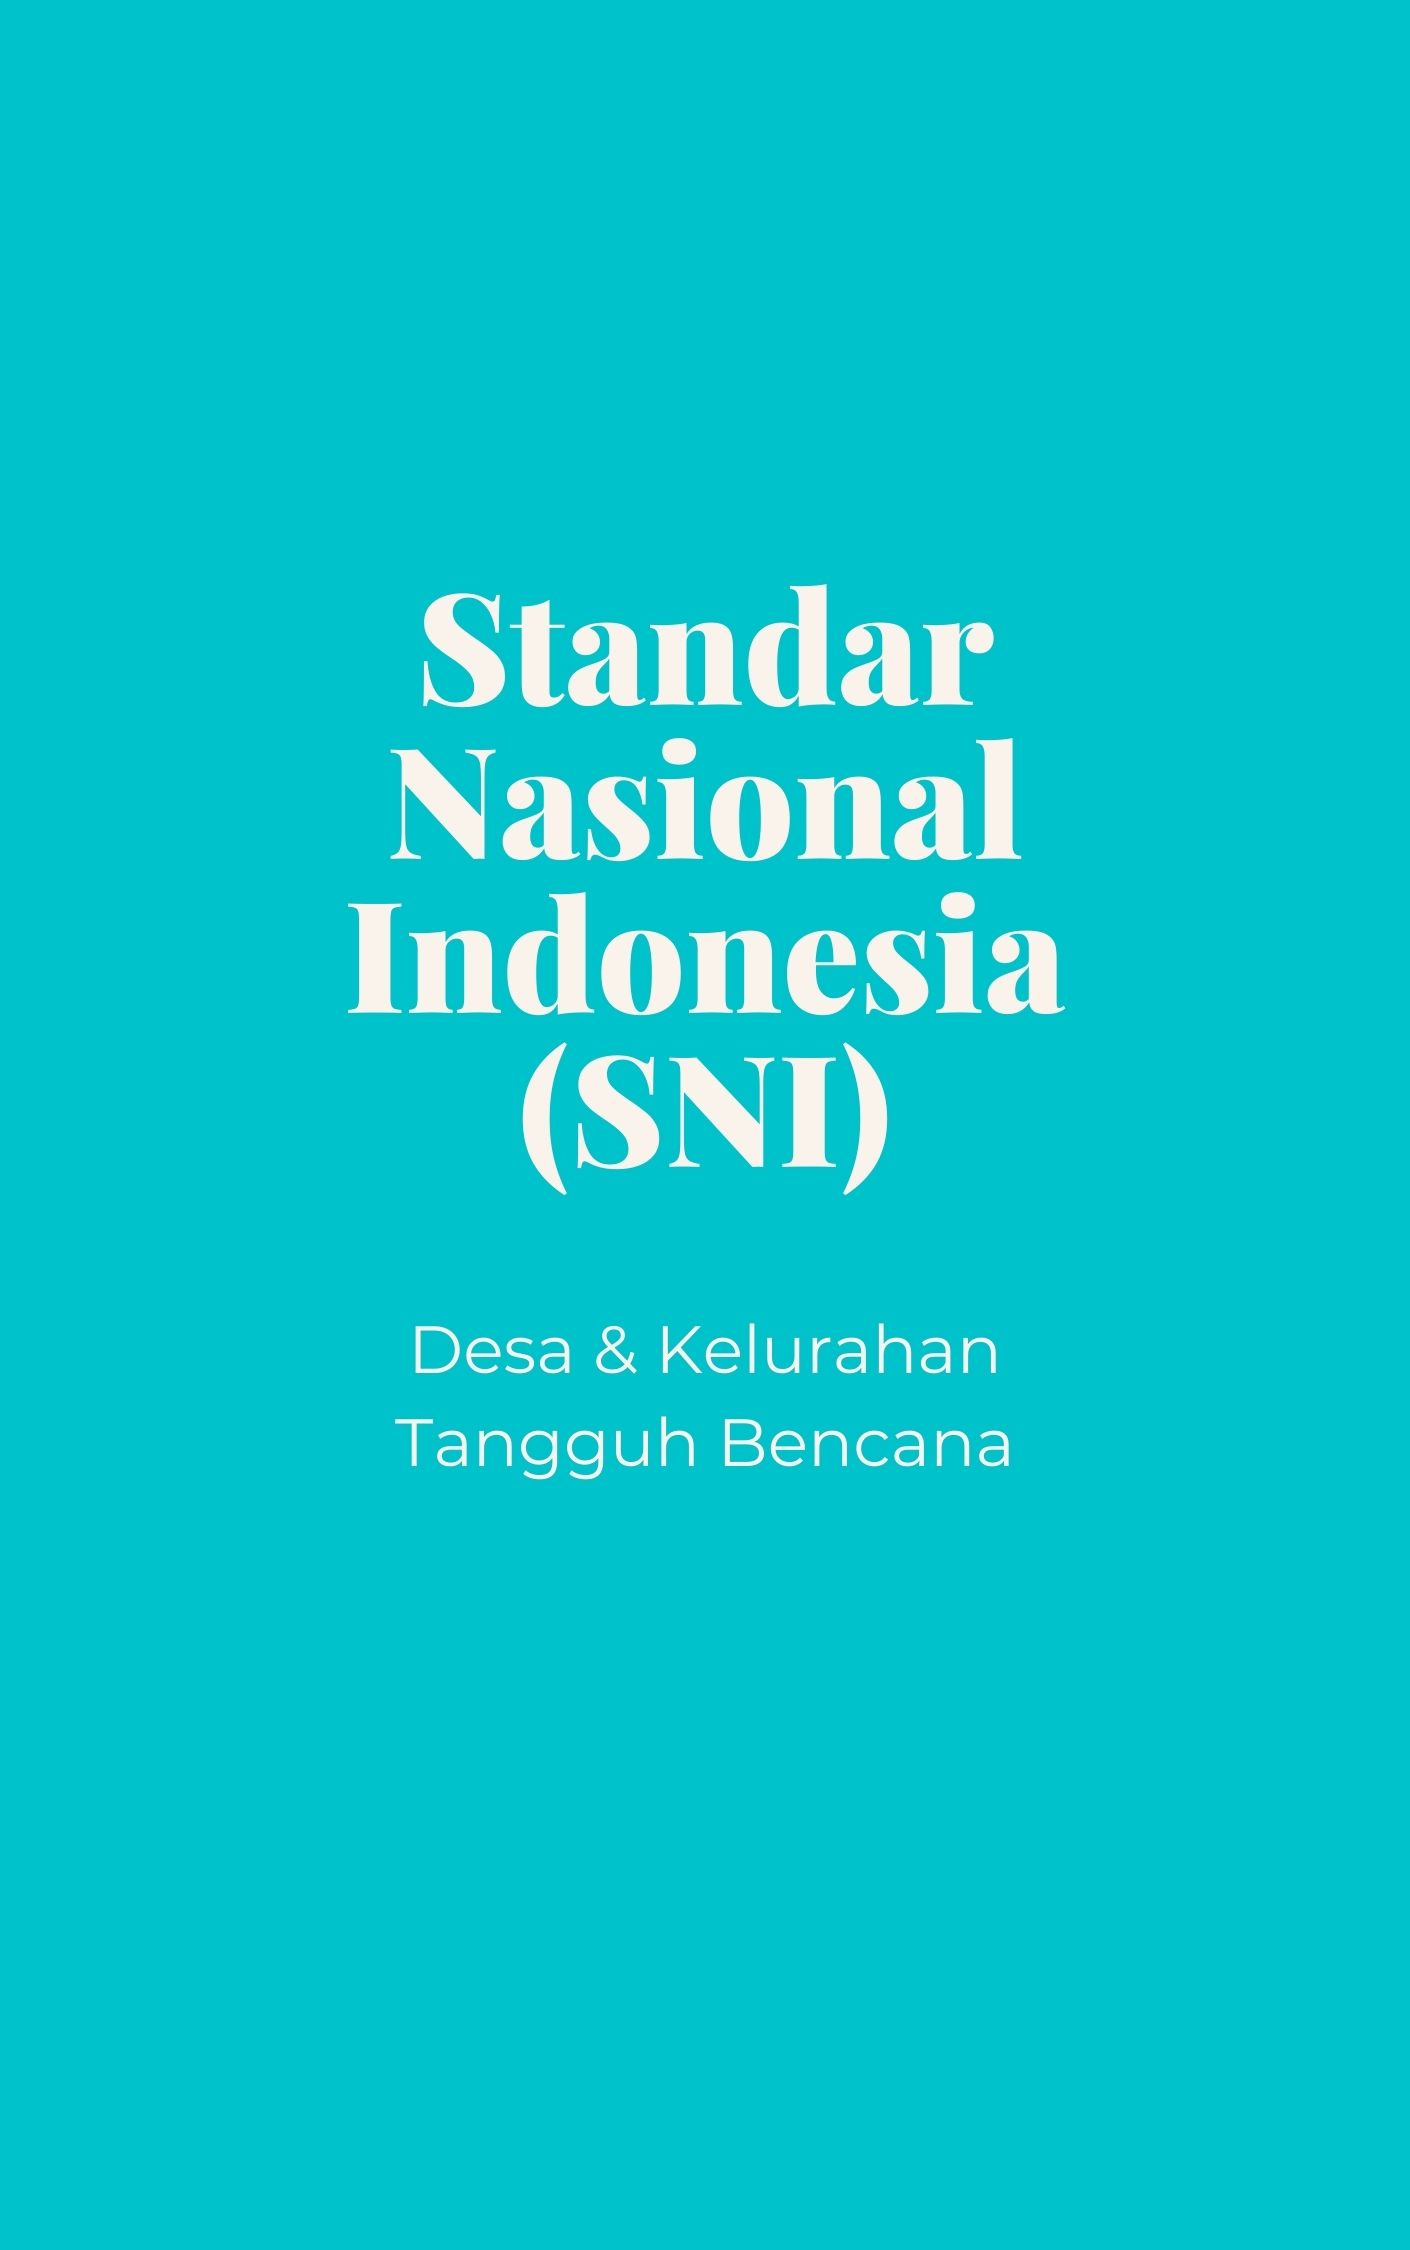 Standar
Nasional
Indonesia
(SNI)
Desa & Kelurahan
Tangguh Bencana